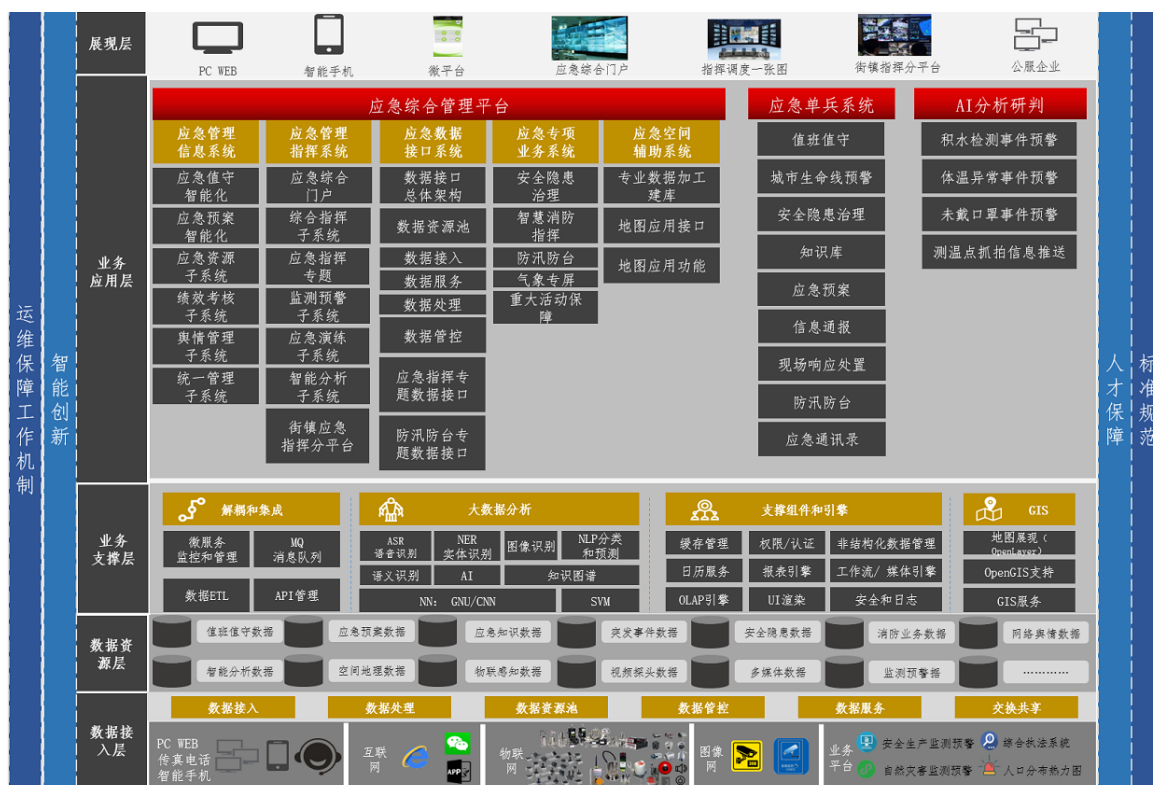 展现层
PC WEB
智能手机
微平台
应急综合门户
指挥调度一张图
街镇指挥分平台
公服企业
运维保障工作机制
智能创新
人才保障
标准规范
业务
应用层
应急综合管理平台
应急管理
信息系统
应急值守
智能化
应急预案
智能化
应急资源
子系统
绩效考核
子系统
舆情管理
子系统
统一管理
子系统
应急管理
指挥系统
应急综合
门户
综合指挥
子系统
应急指挥
专题
监测预警
子系统
应急演练
子系统
智能分析
子系统
街镇应急
指挥分平台
应急数据
接口系统
数据接口
总体架构
数据资源池
数据接入
数据服务
数据处理
数据管控
应急指挥专
题数据接口
防汛防台专
题数据接口
应急专项
业务系统
安全隐患
治理
智慧消防
指挥
防汛防台
气象专屏
重大活动保
障
应急空间
辅助系统
专业数据加工
建库
地图应用接口
地图应用功能
应急单兵系统
值班值守
城市生命线预警
安全隐患治理
知识库
应急预案
信息通报
现场响应处置
防汛防台
应急通讯录
AI分析研判
积水检测事件预警
体温异常事件预警
未戴口罩事件预警
测温点抓拍信息推送
业务
支撑层
解耦和集成
微服务
监控和管理
MQ
消息队列
数据ETL
API管理
大数据分析
ASR
语音识别
NER
实体识别
图像识别
NLP分类
和预测
语义识别
AI
知识图谱
NN: GNU/CNN
SVM
支撑组件和引擎
缓存管理
权限/认证
非结构化数据管理
日历服务
报表引擎
工作流/ 媒体引擎
OLAP引擎
UI渲染
安全和日志
GIS
地图展现（
OpenLayer）
OpenGIS支持
GIS服务
数据资
源层
值班值守数据
应急预案数据
应急知识数据
突发事件数据
安全隐患数据
消防业务数据
网络舆情数据
智能分析数据
空间地理数据
物联感知数据
视频探头数据
多媒体数据
监测预警据
…………
数据接
入层
数据接入
数据处理
数据资源池
数据管控
数据服务
交换共享
PC WEB
传真电话
智能手机
互联
网
APP
物联
网
图像
网
业务
平台
安全生产监测预警
综合执法系统
自然灾害监测预警
人口分布热力图